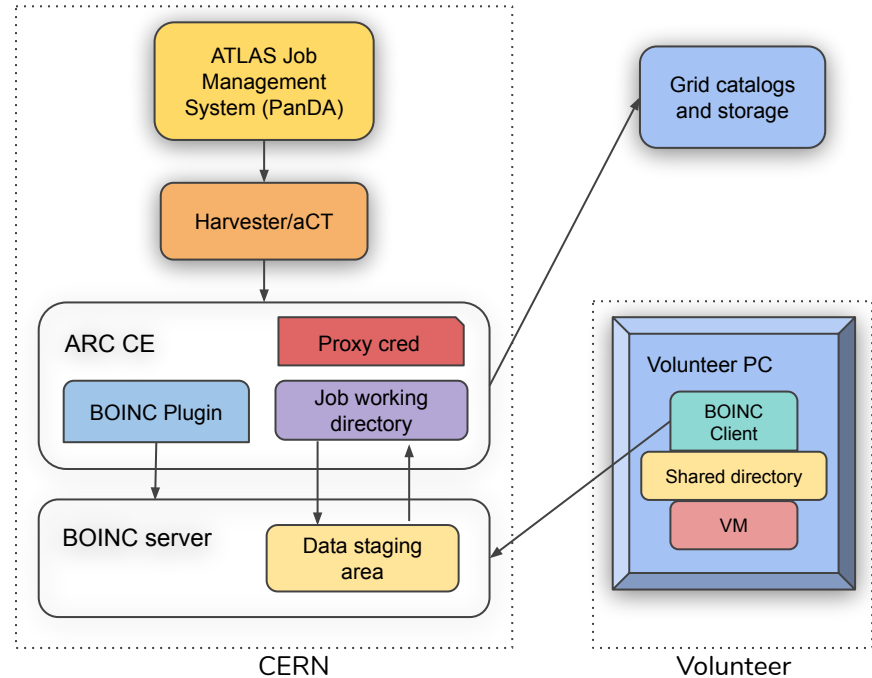 ATLAS Job
Management
System (PanDA)
Grid catalogs
and storage
Harvester/aCT
ARC CE
Proxy cred
BOINC Plugin
Job working
directory
BOINC server
Data staging
area
Volunteer PC
BOINC
Client
Shared directory
VM
CERN
Volunteer